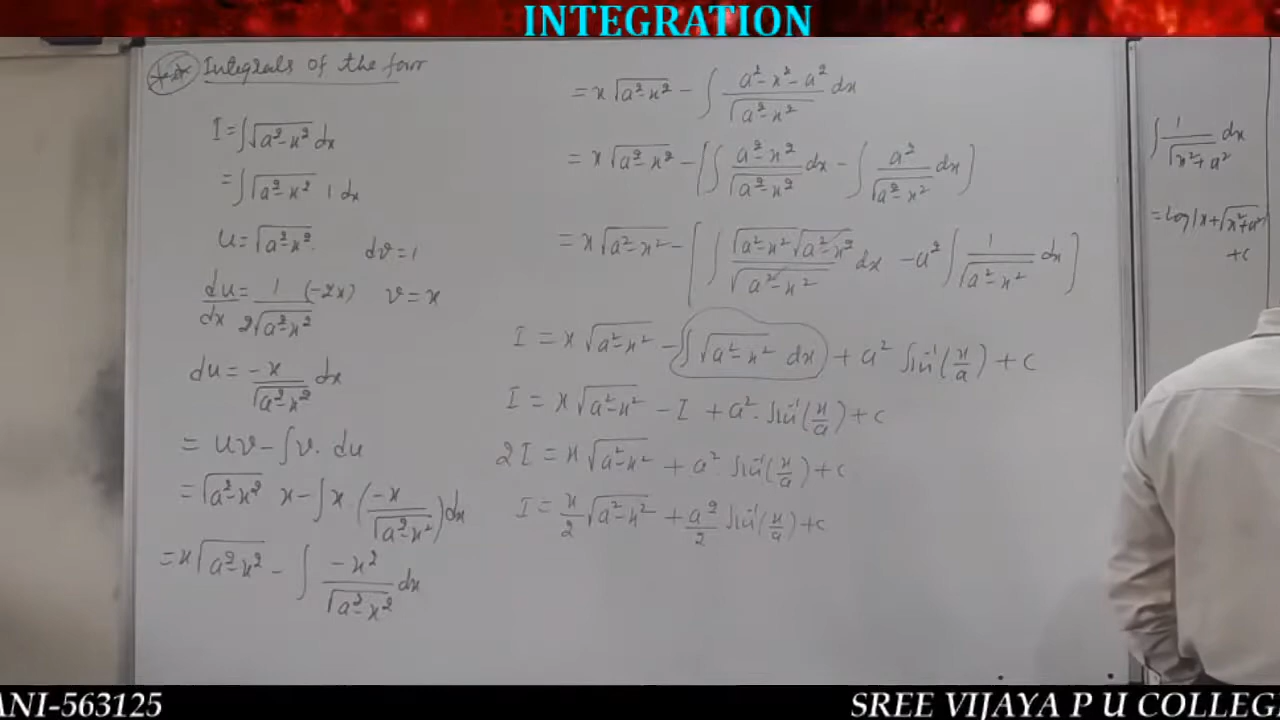 INTEGRATION
** Integrals of the form
I = ∫√(a²-x²) dx
= ∫√(a²-x²) 1 dx
u = √(a²-x²). dv = 1
du/dx = 1/(2√(a²-x²)) (-2x) v = x
du = -x/√(a²-x²) dx
= uv - ∫v. du
= √(a²-x²) x - ∫x. (-x/√(a²-x²)) dx
= x√(a²-x²) - ∫ -x²/√(a²-x²) dx
= x√(a²-x²) - ∫ (a²-x²-a²)/√(a²-x²) dx
= x√(a²-x²) - [∫ (a²-x²)/√(a²-x²) dx - ∫ a²/√(a²-x²) dx]
= x√(a²-x²) - [∫ √(a²-x²)√(a²-x²)/√(a²-x²) dx - a² ∫ 1/√(a²-x²) dx]
I = x√(a²-x²) - ∫√(a²-x²) dx + a² sin⁻¹(x/a) + c
I = x√(a²-x²) - I + a². sin⁻¹(x/a) + c
2I = x√(a²-x²) + a² sin⁻¹(x/a) + c
I = x/2 √(a²-x²) + a²/2 sin⁻¹(x/a) + c
∫ 1/√(x²+a²) dx
= log|x+√(x²+a²)|
+c
ANI-563125
SREE VIJAYA P U COLLEG